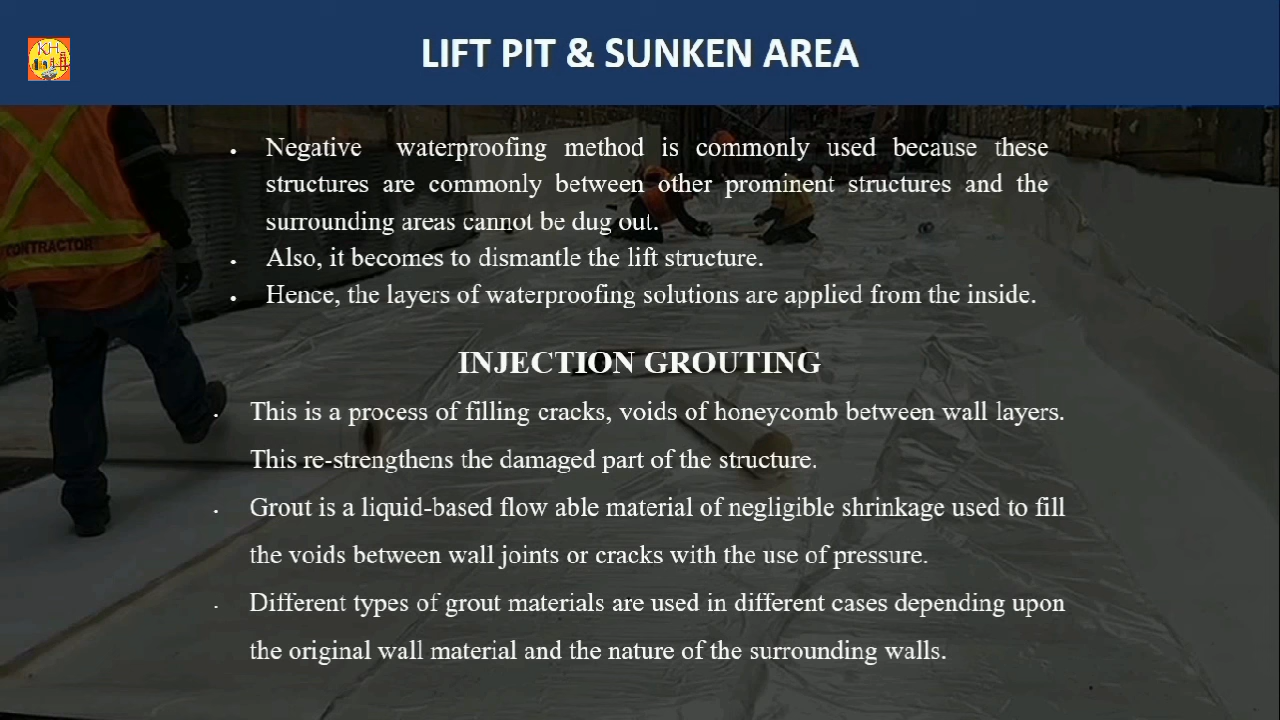 KH
LIFT PIT & SUNKEN AREA
• Negative waterproofing method is commonly used because these
structures are commonly between other prominent structures and the
surrounding areas cannot be dug out.
• Also, it becomes to dismantle the lift structure.
• Hence, the layers of waterproofing solutions are applied from the inside.
CONTRACTOR
INJECTION GROUTING
• This is a process of filling cracks, voids of honeycomb between wall layers.
This re-strengthens the damaged part of the structure.
• Grout is a liquid-based flow able material of negligible shrinkage used to fill
the voids between wall joints or cracks with the use of pressure.
• Different types of grout materials are used in different cases depending upon
the original wall material and the nature of the surrounding walls.